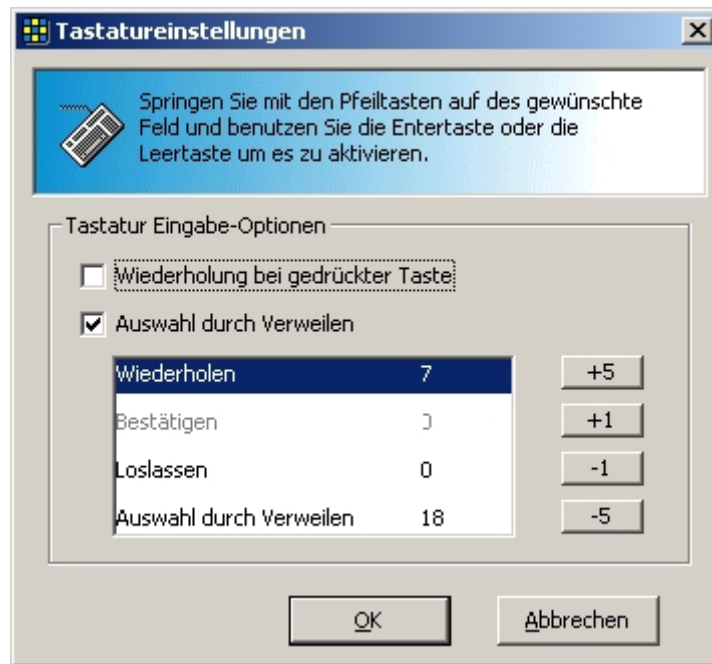 Tastatureinstellungen
Springen Sie mit den Pfeiltasten auf des gewünschte
Feld und benutzen Sie die Entertaste oder die
Leertaste um es zu aktivieren.
Tastatur Eingabe-Optionen
Wiederholung bei gedrückter Taste
Auswahl durch Verweilen
Wiederholen 7 +5
Bestätigen 0 +1
Loslassen 0 -1
Auswahl durch Verweilen 18 -5
OK Abbrechen